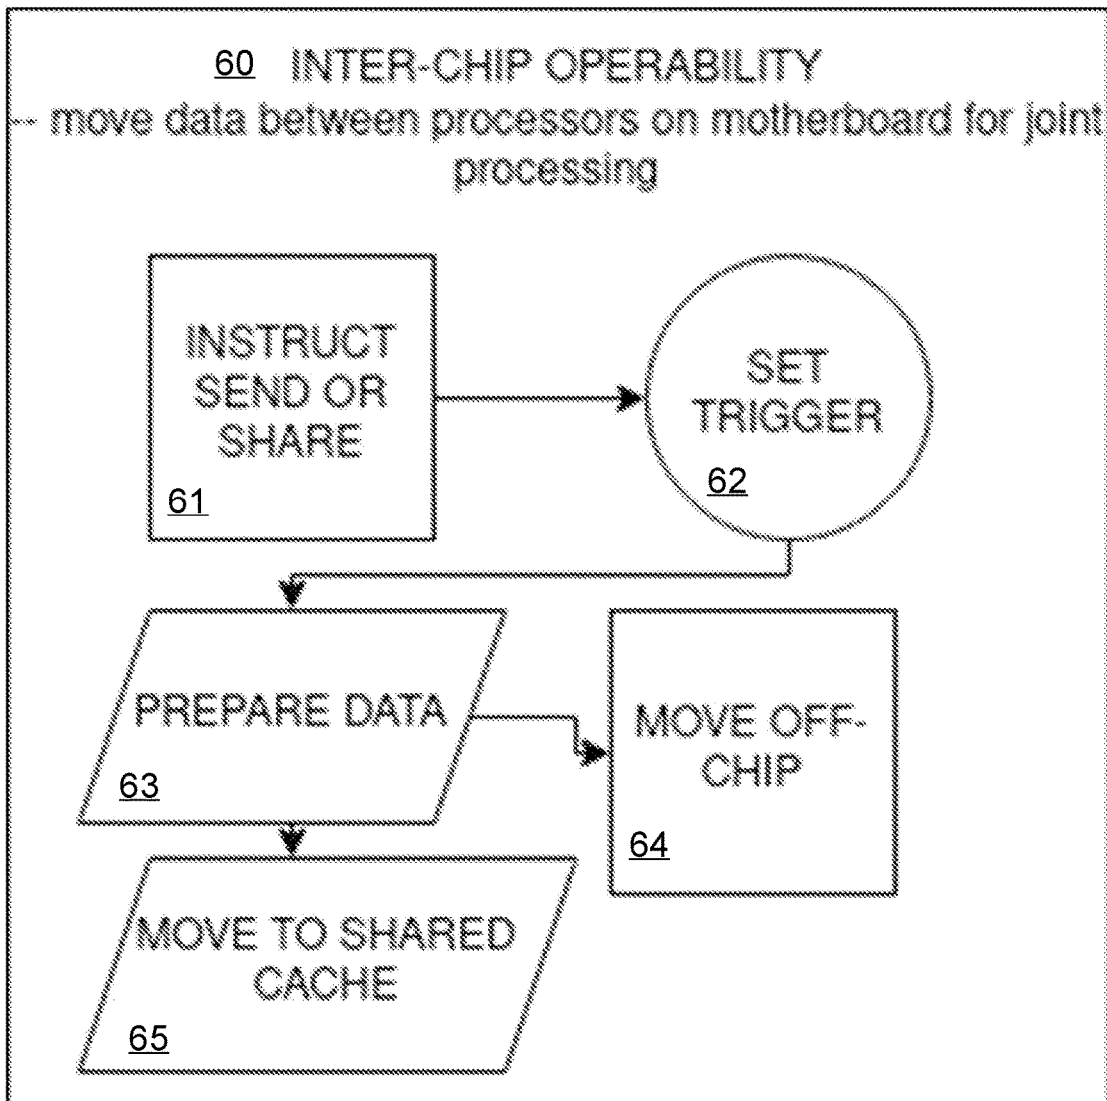 60 INTER-CHIP OPERABILITY
-- move data between processors on motherboard for joint
processing
INSTRUCT
SEND OR
SHARE
61
SET
TRIGGER
62
PREPARE DATA
63
MOVE OFF-
CHIP
64
MOVE TO SHARED
CACHE
65